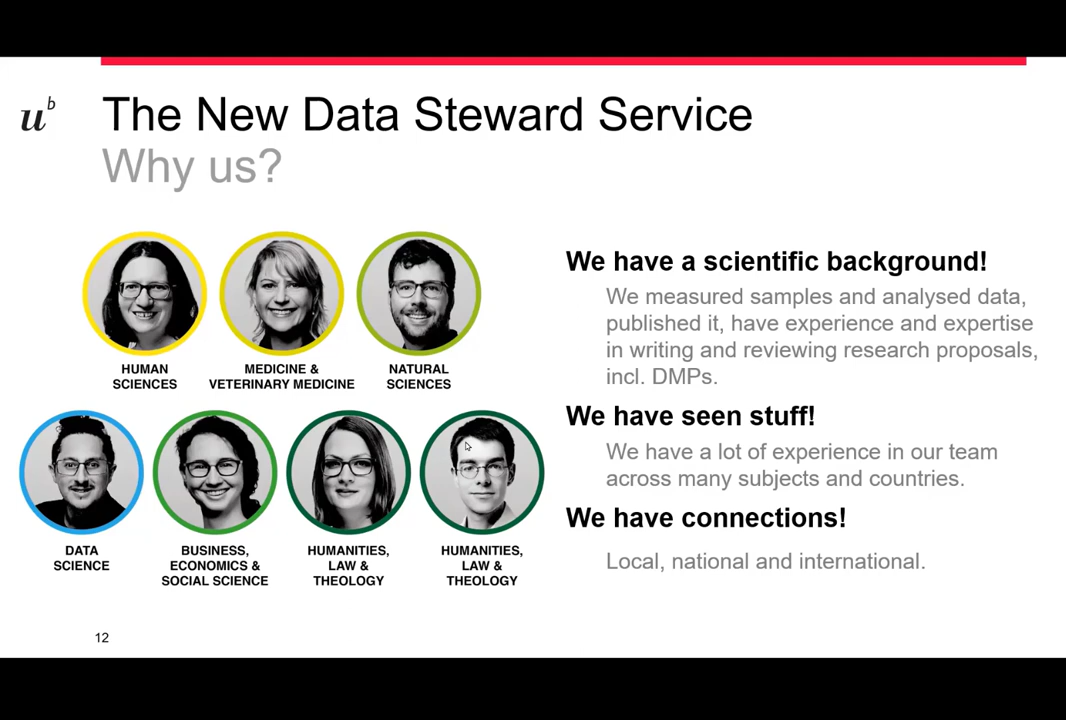 u^b
The New Data Steward Service
Why us?
HUMAN
SCIENCES
MEDICINE &
VETERINARY MEDICINE
NATURAL
SCIENCES
DATA
SCIENCE
BUSINESS,
ECONOMICS &
SOCIAL SCIENCE
HUMANITIES,
LAW &
THEOLOGY
HUMANITIES,
LAW &
THEOLOGY
We have a scientific background!
We measured samples and analysed data,
published it, have experience and expertise
in writing and reviewing research proposals,
incl. DMPs.
We have seen stuff!
We have a lot of experience in our team
across many subjects and countries.
We have connections!
Local, national and international.
12